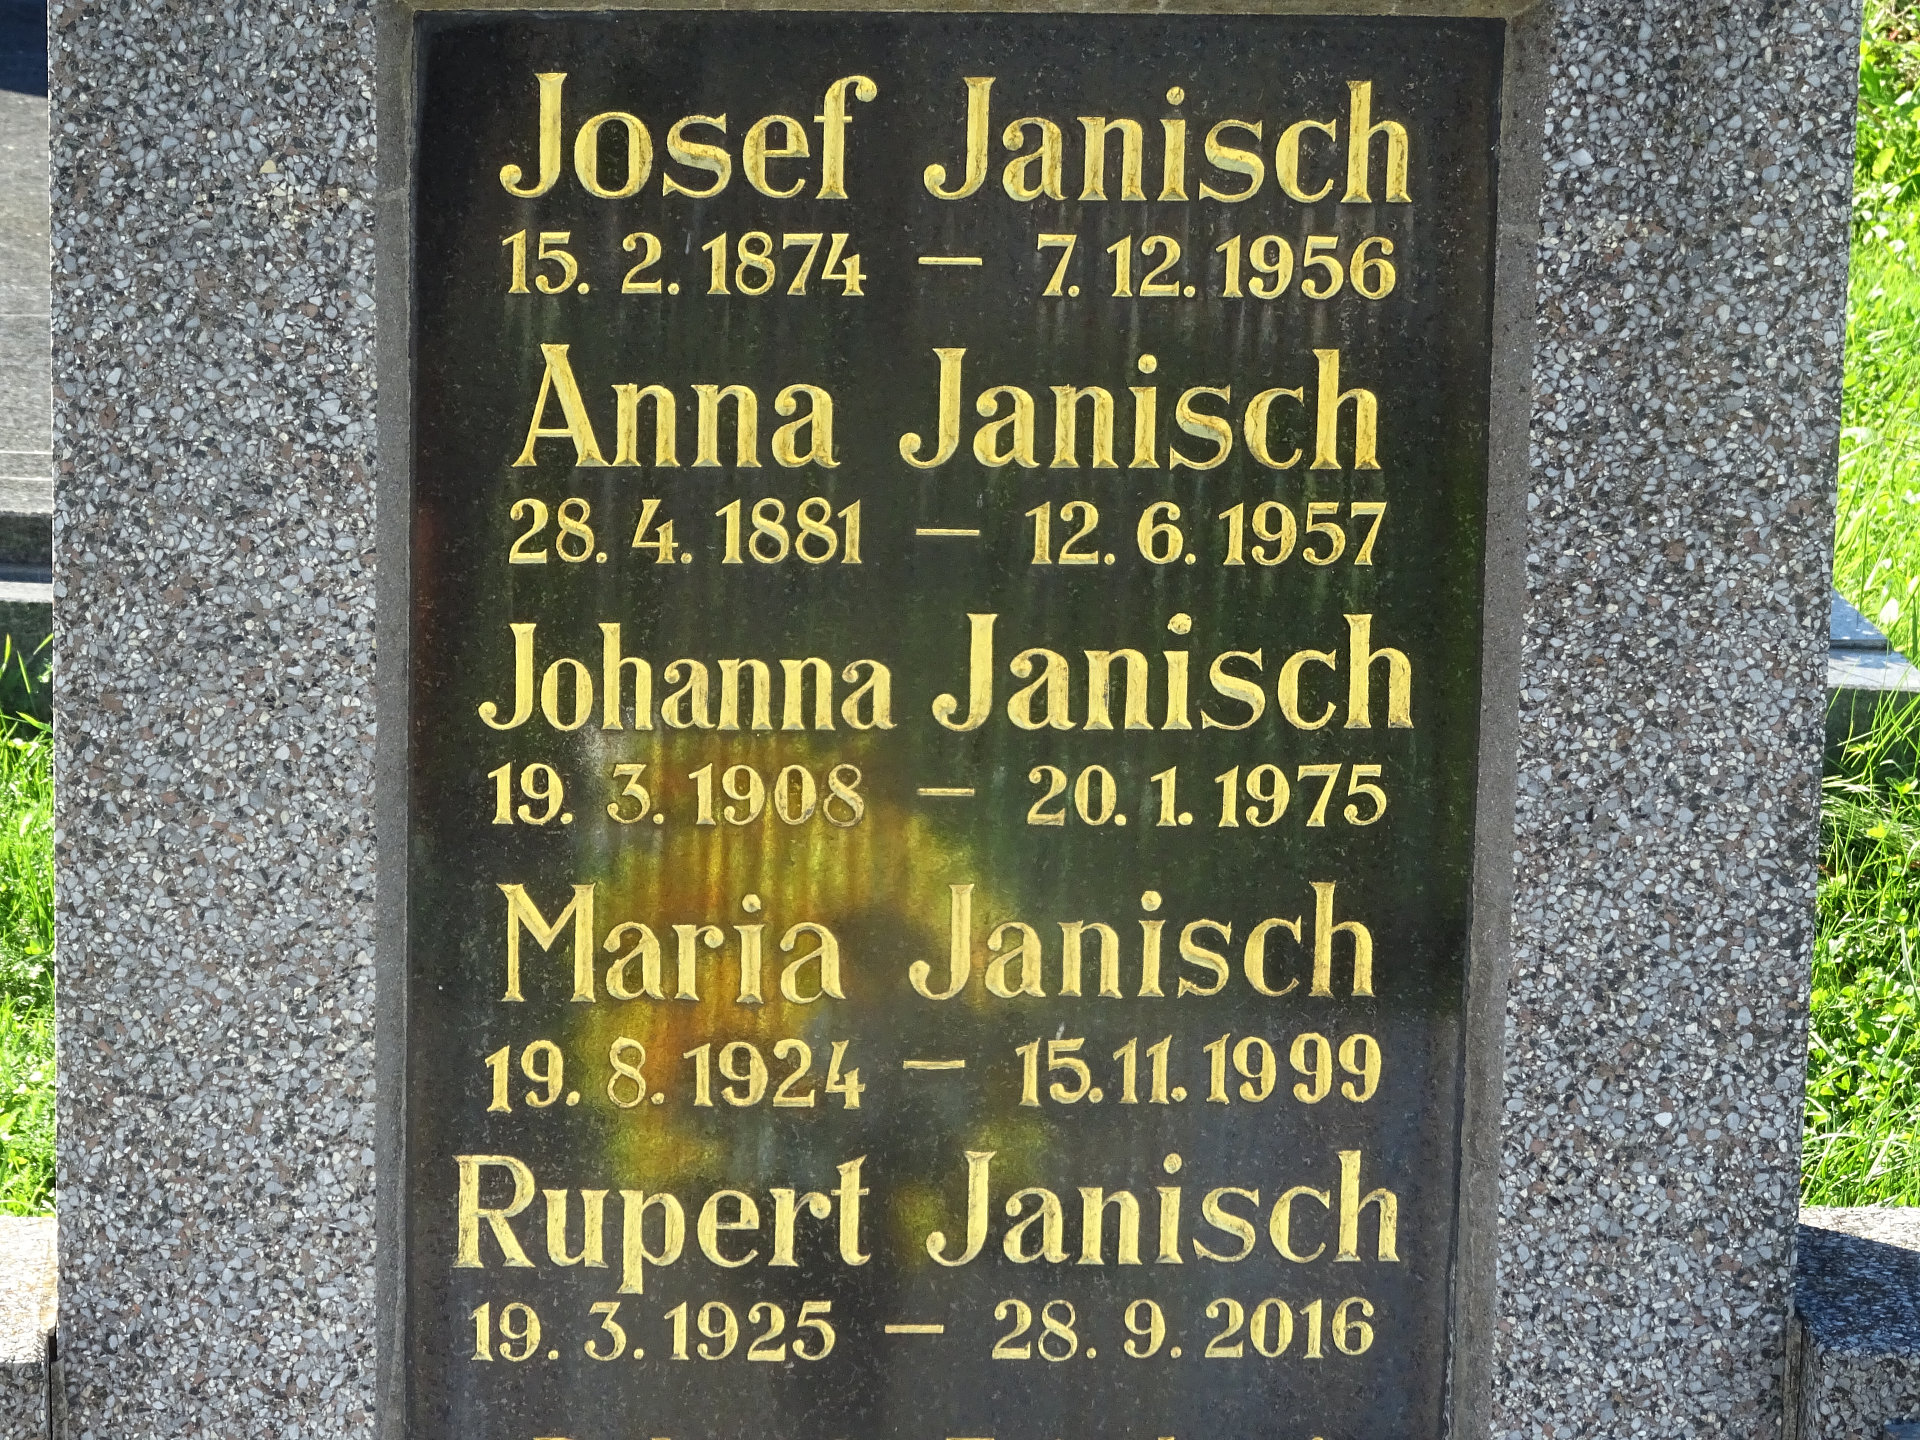 Josef Janisch
15. 2. 1874 – 7. 12. 1956
Anna Janisch
28. 4. 1881 – 12. 6. 1957
Johanna Janisch
19. 3. 1908 – 20. 1. 1975
Maria Janisch
19. 8. 1924 – 15. 11. 1999
Rupert Janisch
19. 3. 1925 – 28. 9. 2016